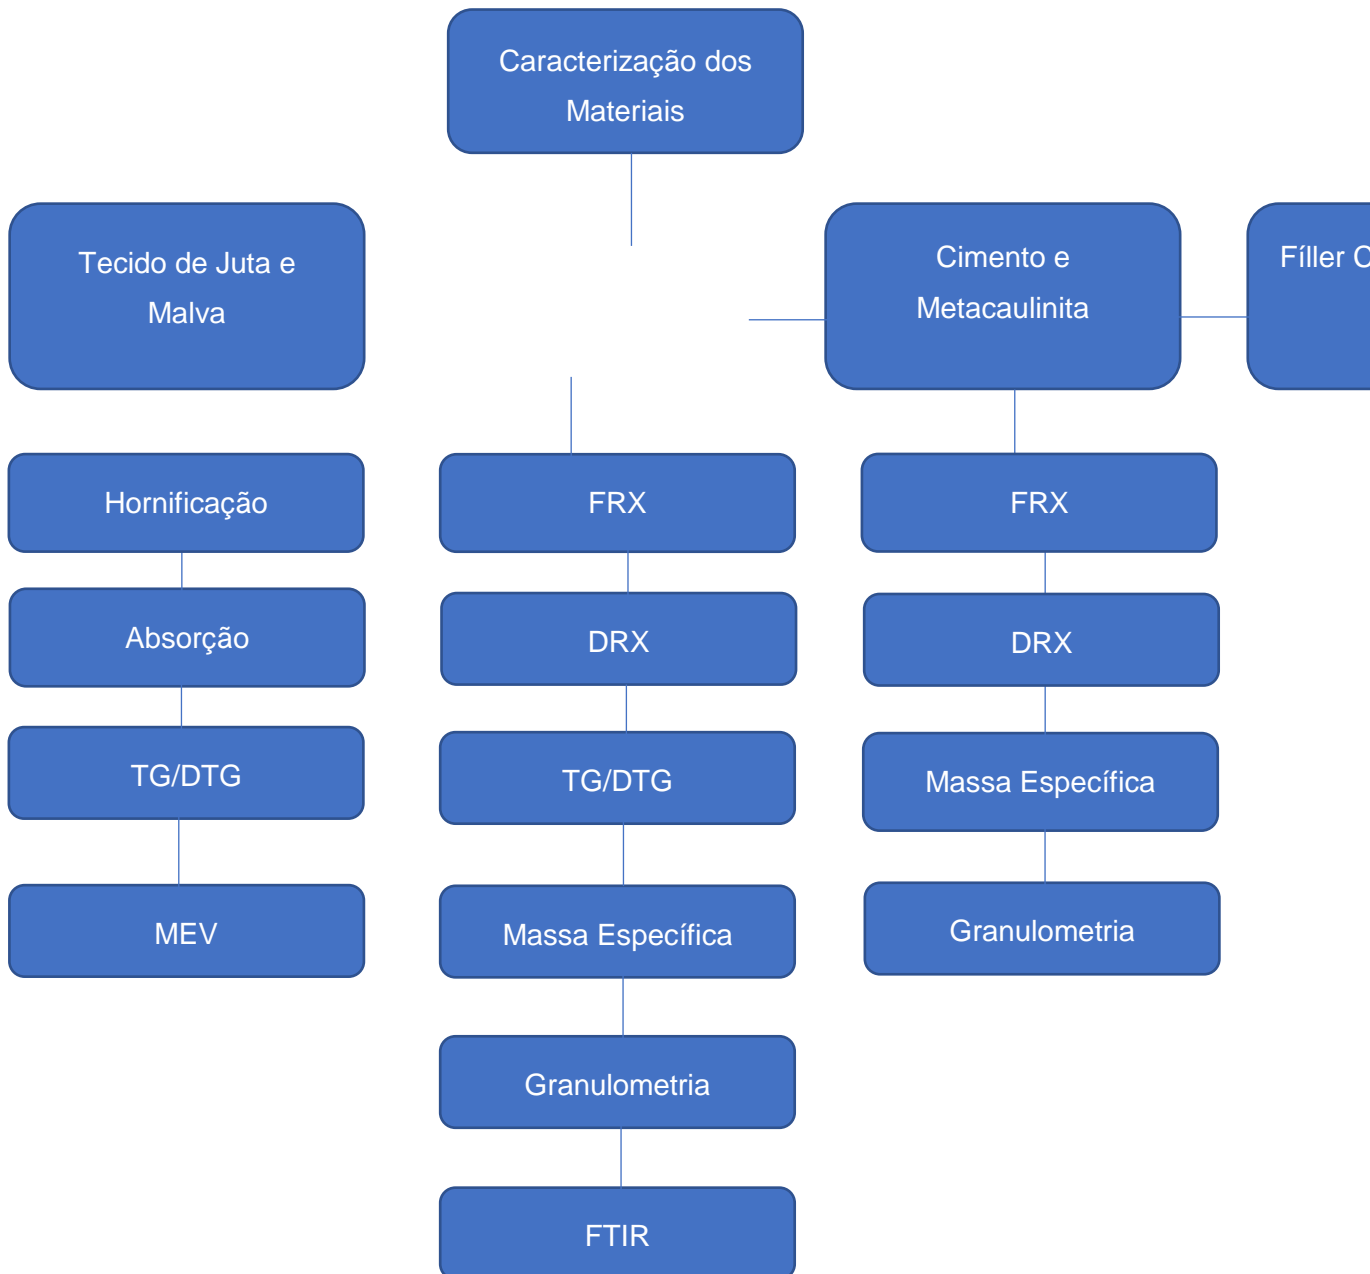 Caracterização dos
Materiais
Tecido de Juta e
Malva
Cimento e
Metacaulinita
Fíller
Hornificação
FRX
FRX
Absorção
DRX
DRX
TG/DTG
TG/DTG
Massa Específica
MEV
Massa Específica
Granulometria
Granulometria
FTIR